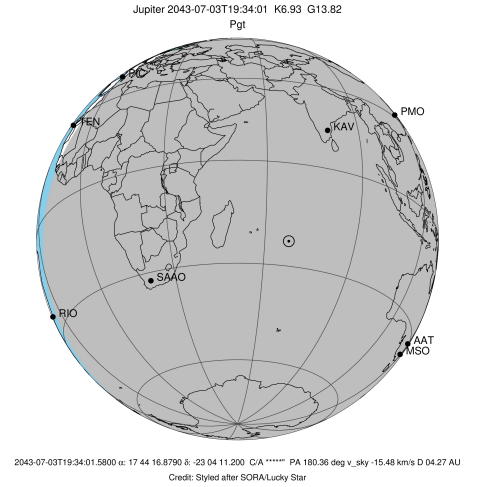 Jupiter 2043-07-03T19:34:01 K6.93 G13.82
Pgt
PIC
TEN
KAV
PMO
SAAO
RIO
AAT
MSO
2043-07-03T19:34:01.5800 α: 17 44 16.8790 δ: -23 04 11.200 C/A *****" PA 180.36 deg v_sky -15.48 km/s D 04.27 AU
Credit: Styled after SORA/Lucky Star